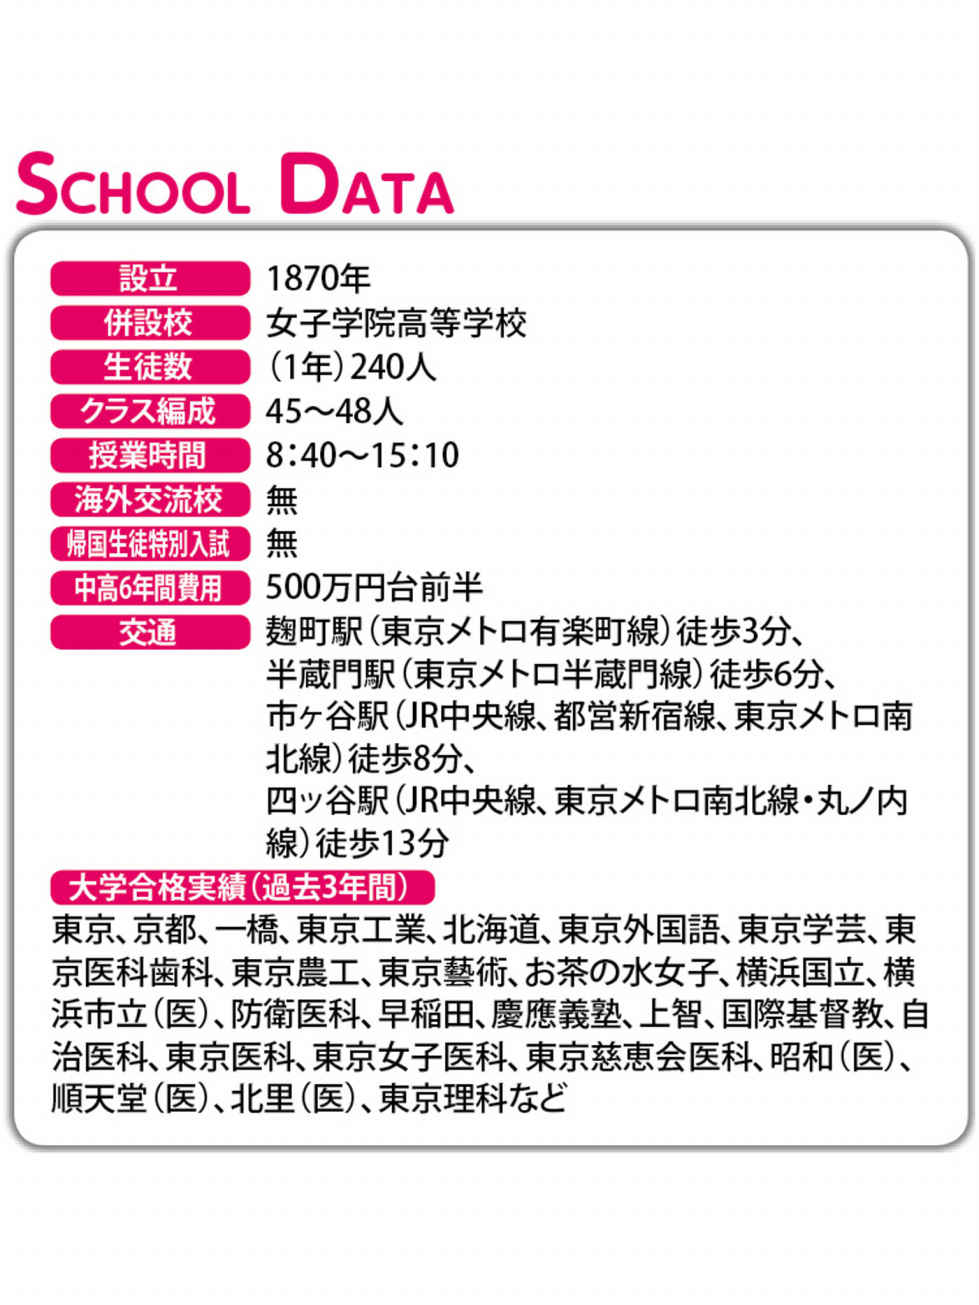 SCHOOL DATA
設立 1870年
併設校 女子学院高等学校
生徒数 (1年)240人
クラス編成 45〜48人
授業時間 8:40〜15:10
海外交流校 無
帰国生徒特別入試 無
中高6年間費用 500万円台前半
交通 麹町駅(東京メトロ有楽町線)徒歩3分、
半蔵門駅(東京メトロ半蔵門線)徒歩6分、
市ヶ谷駅(JR中央線、都営新宿線、東京メトロ南
北線)徒歩8分、
四ッ谷駅(JR中央線、東京メトロ南北線・丸ノ内
線)徒歩13分
大学合格実績(過去3年間)
東京、京都、一橋、東京工業、北海道、東京外国語、東京学芸、東
京医科歯科、東京農工、東京藝術、お茶の水女子、横浜国立、横
浜市立(医)、防衛医科、早稲田、慶應義塾、上智、国際基督教、自
治医科、東京医科、東京女子医科、東京慈恵会医科、昭和(医)、
順天堂(医)、北里(医)、東京理科など